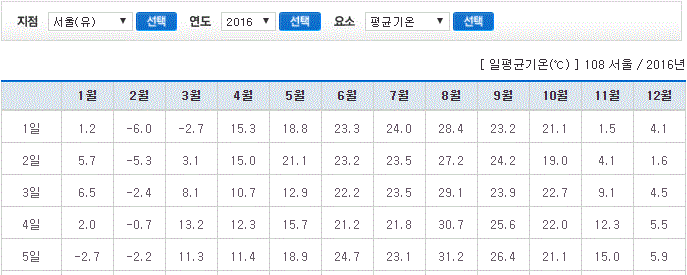 지점 서울(유) 선택 연도 2016 선택 요소 평균기온 선택
[ 일평균기온(℃) ] 108 서울 / 2016년
1월 2월 3월 4월 5월 6월 7월 8월 9월 10월 11월 12월
1일 1.2 -6.0 -2.7 15.3 18.8 23.3 24.0 28.4 23.2 21.1 1.5 4.1
2일 5.7 -5.3 3.1 15.0 21.1 23.2 23.5 27.2 24.2 19.0 4.1 1.6
3일 6.5 -2.4 8.1 10.7 12.9 22.2 23.5 29.1 23.9 22.7 9.1 4.5
4일 2.0 -0.7 13.2 12.3 15.7 21.2 21.8 30.7 25.6 22.0 12.3 5.5
5일 -2.7 -2.2 11.3 11.4 18.9 24.7 23.1 31.2 26.4 21.1 15.0 5.9